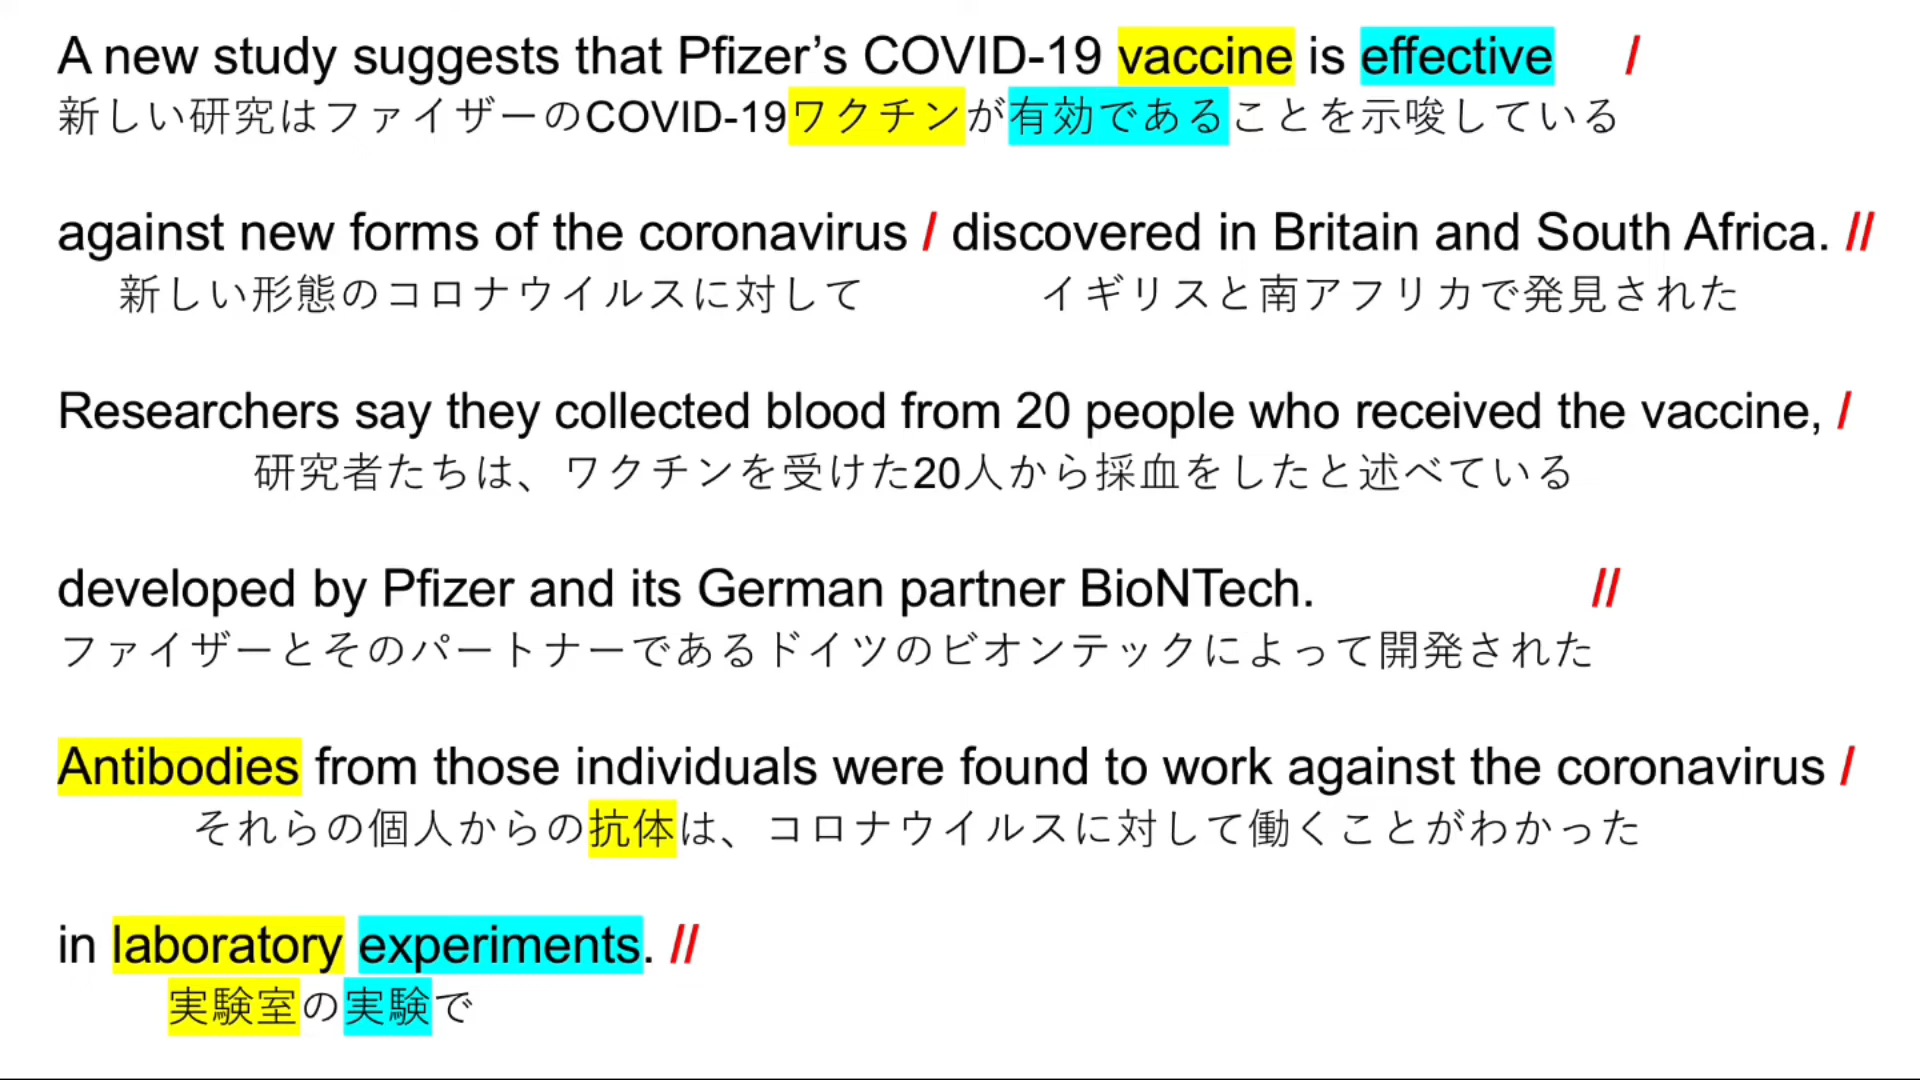 A new study suggests that Pfizer’s COVID-19 vaccine is effective /
新しい研究はファイザーのCOVID-19ワクチンが有効であることを示唆している
against new forms of the coronavirus / discovered in Britain and South Africa. //
新しい形態のコロナウイルスに対して イギリスと南アフリカで発見された
Researchers say they collected blood from 20 people who received the vaccine, /
研究者たちは、ワクチンを受けた20人から採血をしたと述べている
developed by Pfizer and its German partner BioNTech. //
ファイザーとそのパートナーであるドイツのビオンテックによって開発された
Antibodies from those individuals were found to work against the coronavirus /
それらの個人からの抗体は、コロナウイルスに対して働くことがわかった
in laboratory experiments. //
実験室の実験で